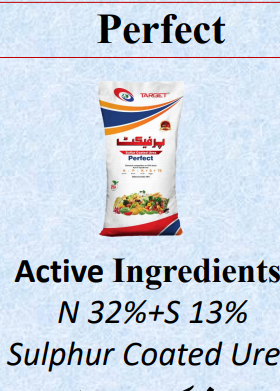 Perfect
TARGET
پرفیکٹ
Perfect
Active Ingredients
N 32%+S 13%
Sulphur Coated Ure